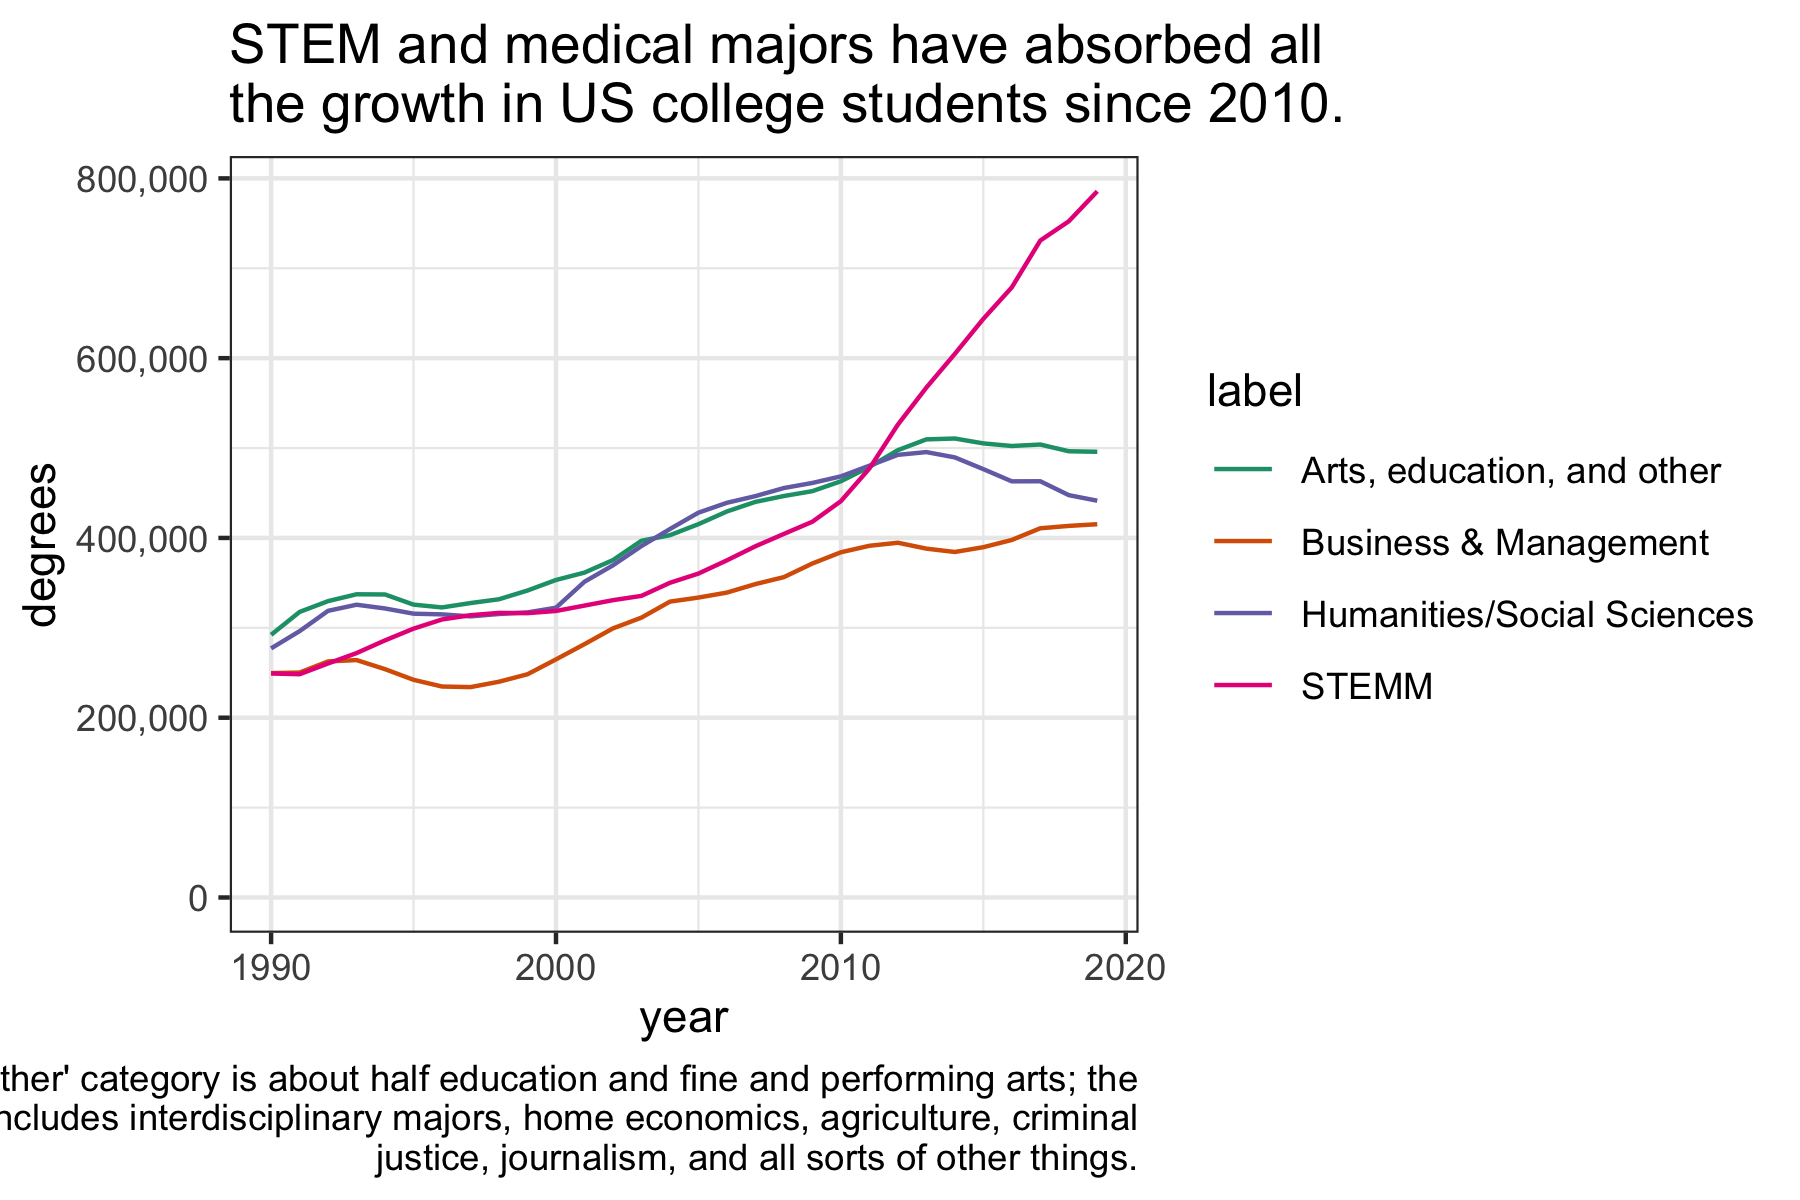 STEM and medical majors have absorbed all
the growth in US college students since 2010.
800,000
600,000
400,000
200,000
0
degrees
1990 2000 2010 2020
year
label
Arts, education, and other
Business & Management
Humanities/Social Sciences
STEMM
category is about half education and fine and performing arts; the
interdisciplinary majors, home economics, agriculture, criminal
justice, journalism, and all sorts of other things.